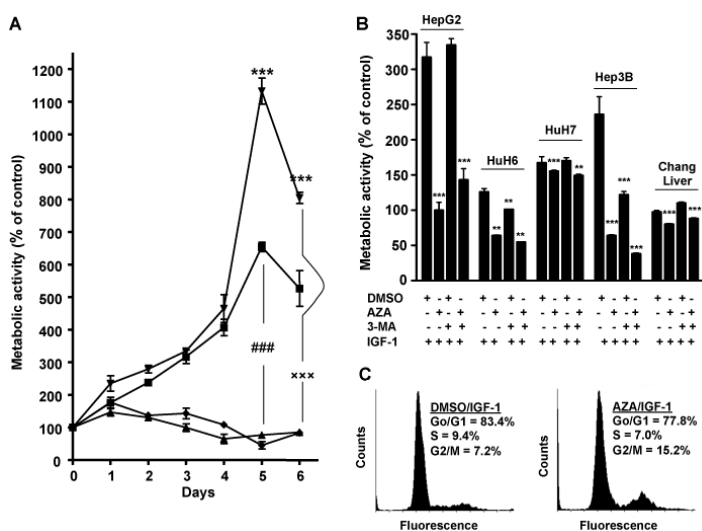 A
Metabolic activity (% of control)
1200
1100
1000
900
800
700
600
500
400
300
200
100
0
0 1 2 3 4 5 6
Days
***
***
###
×××
B
Metabolic activity (% of control)
350
300
250
200
150
100
50
0
HepG2
HuH6
HuH7
Hep3B
Chang
Liver
***
***
**
**
**
***
**
***
***
***
***
***
DMSO + - + - + - + - + - + - + - + - + - + -
AZA - + - + - + - + - + - + - + - + - + - +
3-MA - - + + - - + + - - + + - - + + - - + +
IGF-1 + + + + + + + + + + + + + + + + + + + +
C
Counts
DMSO/IGF-1
Go/G1 = 83.4%
S = 9.4%
G2/M = 7.2%
Fluorescence
Counts
AZA/IGF-1
Go/G1 = 77.8%
S = 7.0%
G2/M = 15.2%
Fluorescence